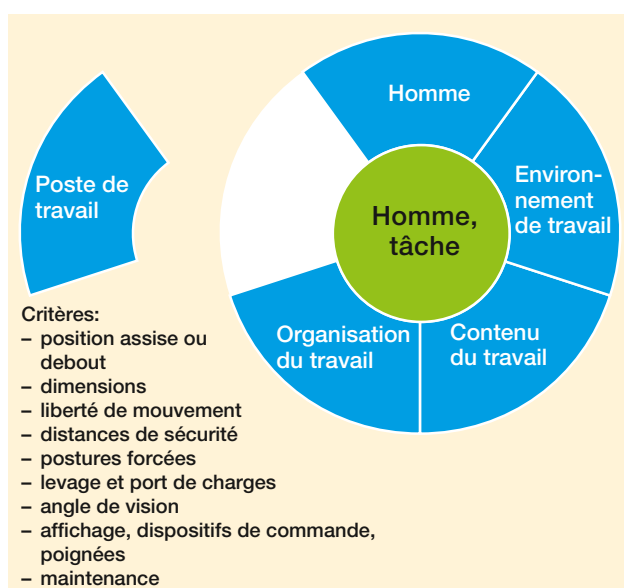 Homme
Environ-
nement
de travail
Poste de
travail
Homme,
tâche
Organisation
du travail
Contenu
du travail
Critères:
– position assise ou
debout
– dimensions
– liberté de mouvement
– distances de sécurité
– postures forcées
– levage et port de charges
– angle de vision
– affichage, dispositifs de commande,
poignées
– maintenance